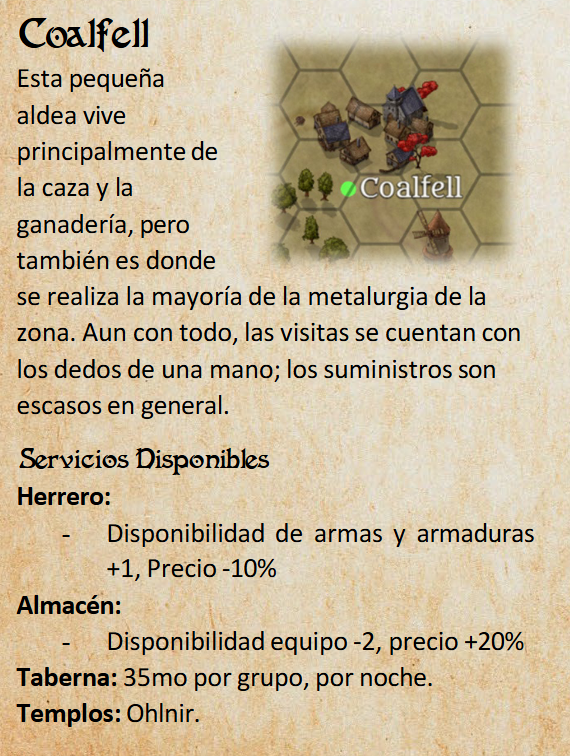 Coalfell
Esta pequeña
aldea vive
principalmente de
la caza y la
ganadería, pero
también es donde
Coalfell
se realiza la mayoría de la metalurgia de la
zona. Aun con todo, las visitas se cuentan con
los dedos de una mano; los suministros son
escasos en general.
Servicios Disponibles
Herrero:
- Disponibilidad de armas y armaduras
+1, Precio -10%
Almacén:
- Disponibilidad equipo -2, precio +20%
Taberna: 35mo por grupo, por noche.
Templos: Ohlnir.